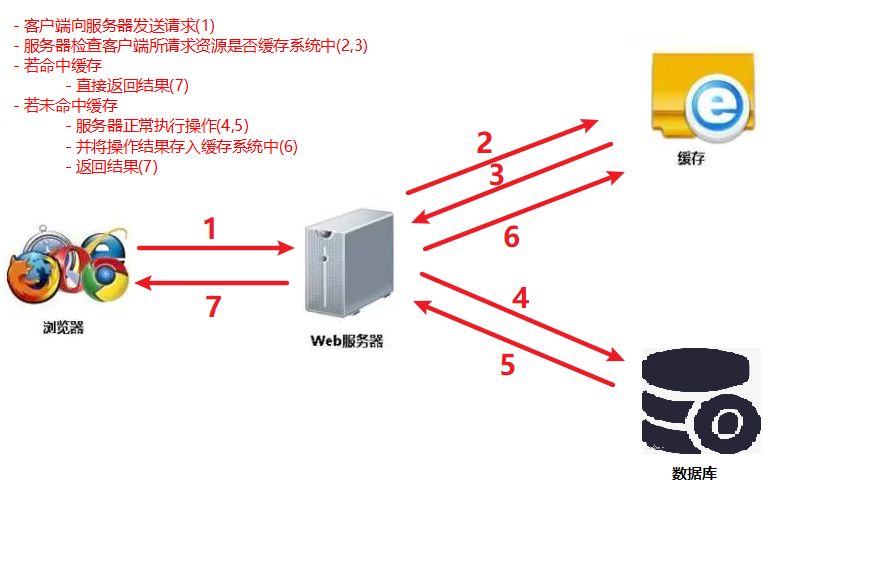 - 客户端向服务器发送请求(1)
- 服务器检查客户端所请求资源是否缓存系统中(2,3)
- 若命中缓存
- 直接返回结果(7)
- 若未命中缓存
- 服务器正常执行操作(4,5)
- 并将操作结果存入缓存系统中(6)
- 返回结果(7)
2
3
缓存
6
1
7
浏览器
Web服务器
4
5
数据库